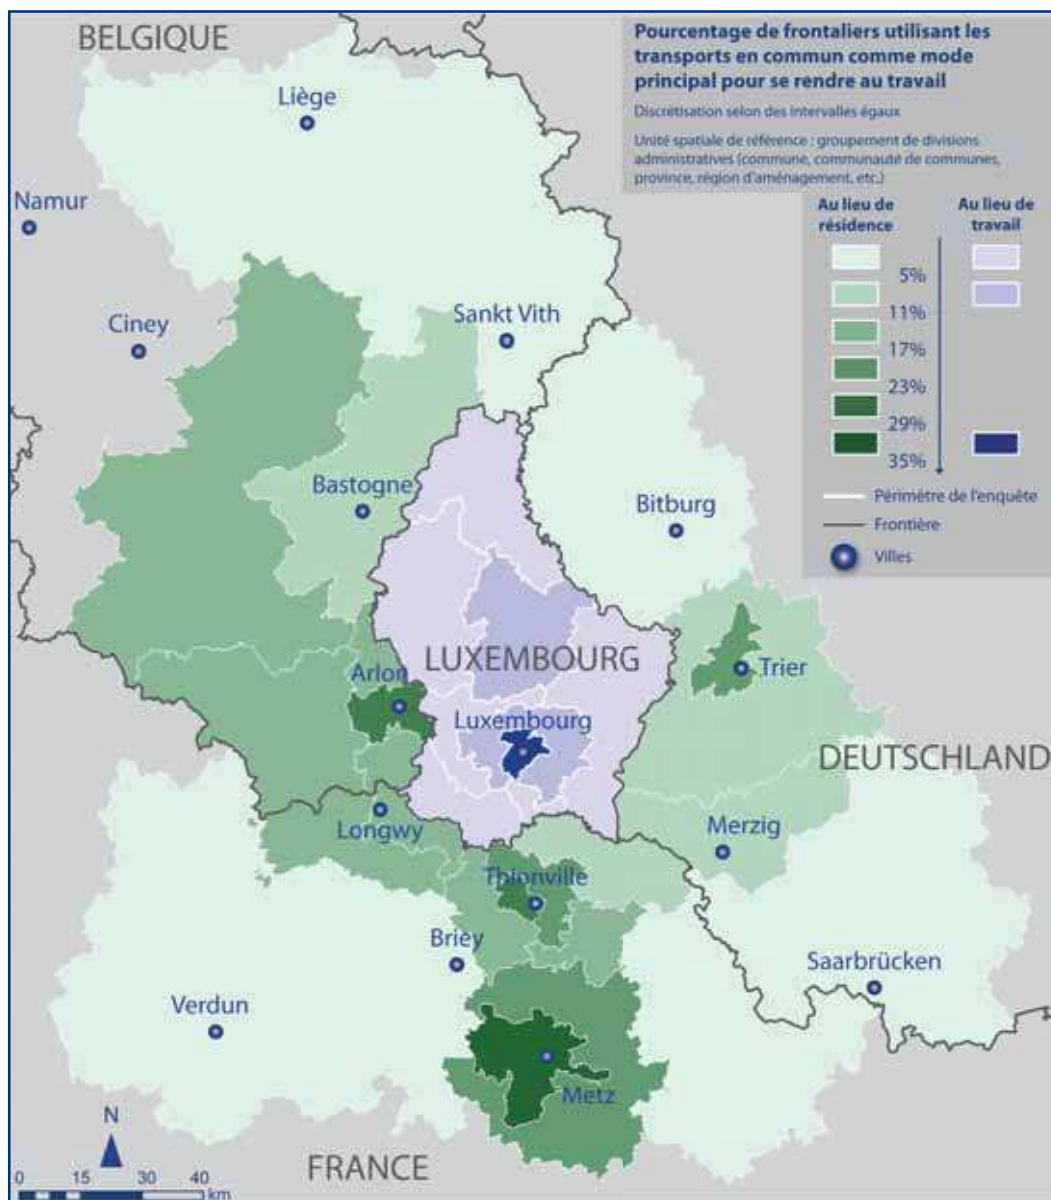 BELGIQUE
Pourcentage de frontaliers utilisant les
transports en commun comme mode
principal pour se rendre au travail
Discrétisation selon des intervalles égaux
Unité spatiale de référence : groupement de divisions
administratives (commune, communauté de communes,
province, région d'aménagement, etc.)
Au lieu de
résidence
Au lieu de
travail
5%
11%
17%
23%
29%
35%
Périmètre de l'enquête
Frontière
Villes
Liège
Namur
Ciney
Sankt Vith
Bastogne
Bitburg
LUXEMBOURG
Trier
Arlon
Luxembourg
DEUTSCHLAND
Longwy
Merzig
Thionville
Briey
Saarbrücken
Verdun
Metz
FRANCE
N
0 15 30 40
km